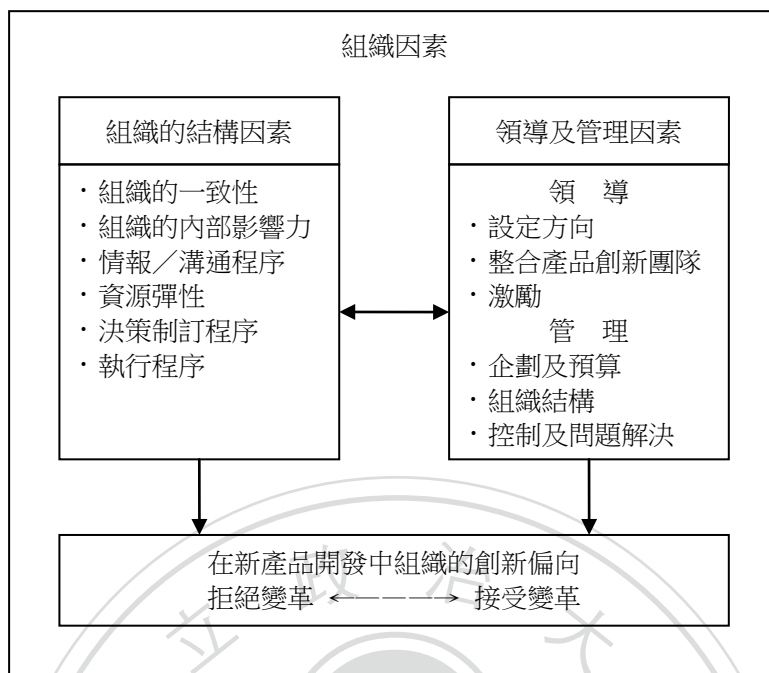 組織因素
組織的結構因素
・組織的一致性
・組織的內部影響力
・情報／溝通程序
・資源彈性
・決策制訂程序
・執行程序
領導及管理因素
領 導
・設定方向
・整合產品創新團隊
・激勵
管 理
・企劃及預算
・組織結構
・控制及問題解決
在新產品開發中組織的創新偏向
拒絕變革 ←————→ 接受變革
立 政 治 大